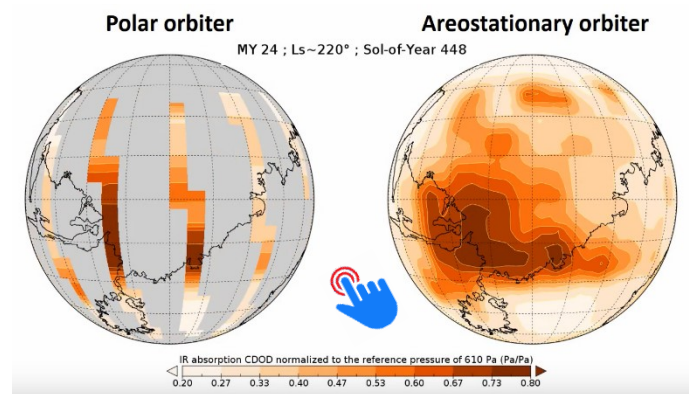 Polar orbiter
Areostationary orbiter
MY 24 ; Ls~220° ; Sol-of-Year 448
IR absorption CDOD normalized to the reference pressure of 610 Pa (Pa/Pa)
0.20 0.27 0.33 0.40 0.47 0.53 0.60 0.67 0.73 0.80